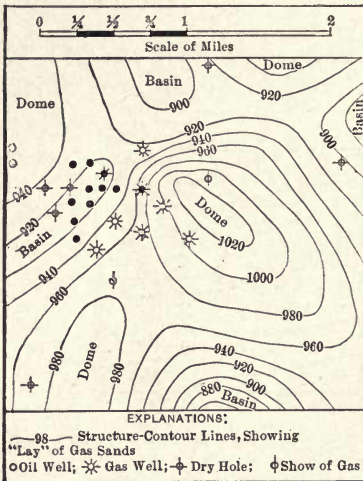 0 ¼ ½ ¾ 1 2
Scale of Miles
Dome
Basin
900
Dome
920
Basin
900
920
940
960
940
920
Basin
940
960
Dome
1020
1000
980
960
980
Dome
980
940
920
900
880
Basin
EXPLANATIONS:
—98— Structure-Contour Lines, Showing
"Lay" of Gas Sands
Oil Well; Gas Well; Dry Hole; Show of Gas